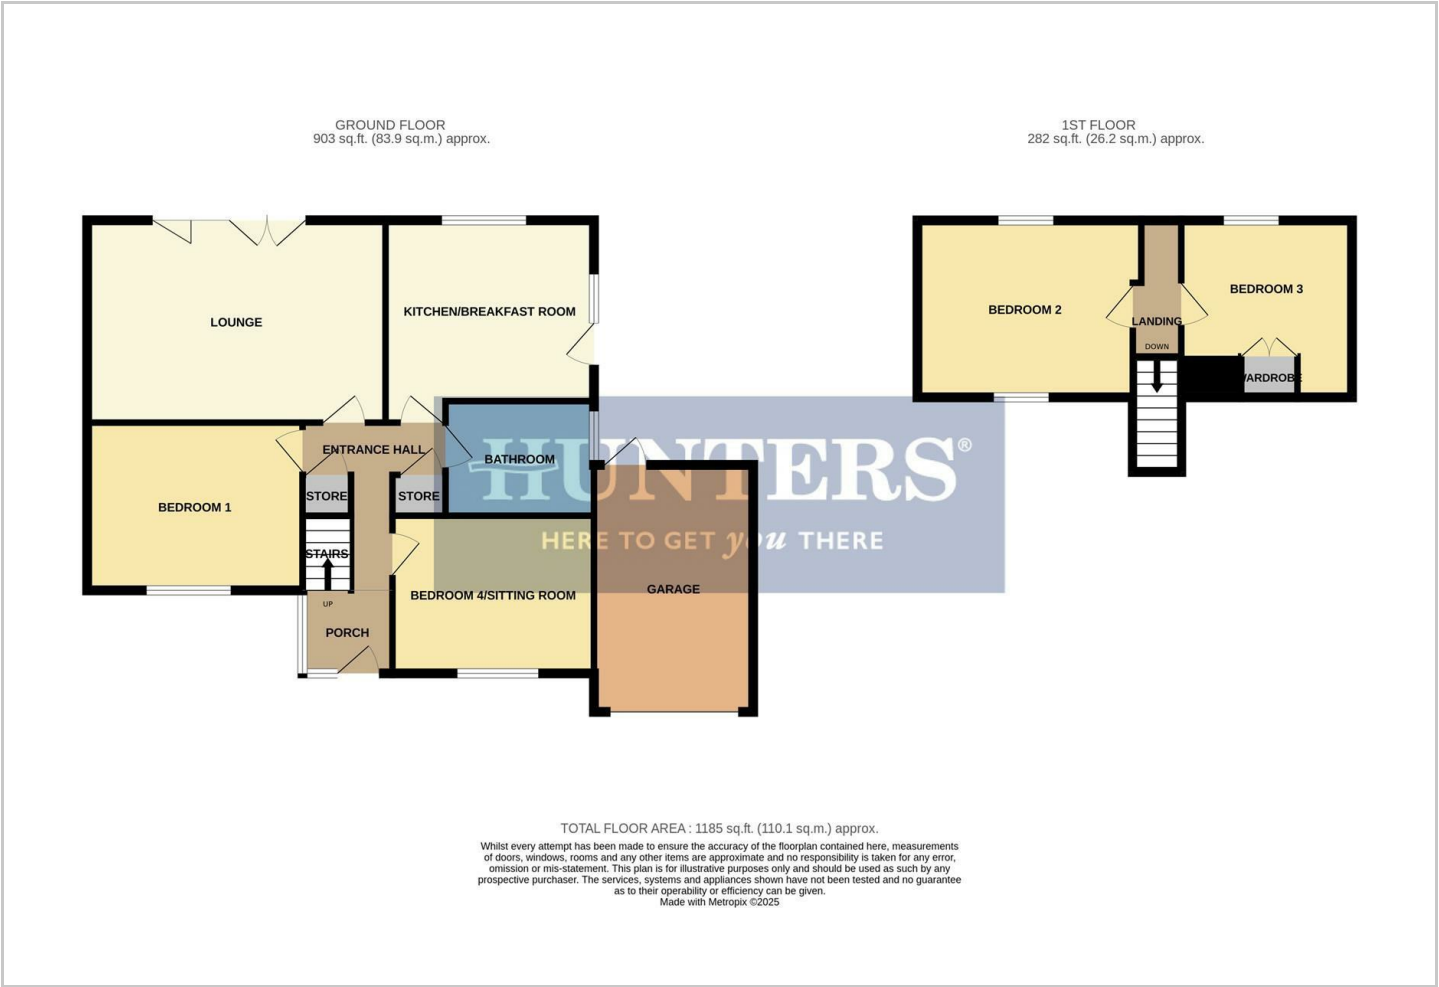 GROUND FLOOR
903 sq.ft. (83.9 sq.m.) approx.
1ST FLOOR
282 sq.ft. (26.2 sq.m.) approx.
LOUNGE
KITCHEN/BREAKFAST ROOM
BEDROOM 2
BEDROOM 3
LANDING
DOWN
WARDROBE
ENTRANCE HALL
BATHROOM
HUNTERS®
HERE TO GET you THERE
BEDROOM 1
STORE
STORE
STAIRS
UP
PORCH
BEDROOM 4/SITTING ROOM
GARAGE
TOTAL FLOOR AREA : 1185 sq.ft. (110.1 sq.m.) approx.
Whilst every attempt has been made to ensure the accuracy of the floorplan contained here, measurements
of doors, windows, rooms and any other items are approximate and no responsibility is taken for any error,
omission or mis-statement. This plan is for illustrative purposes only and should be used as such by any
prospective purchaser. The services, systems and appliances shown have not been tested and no guarantee
as to their operability or efficiency can be given.
Made with Metropix ©2025